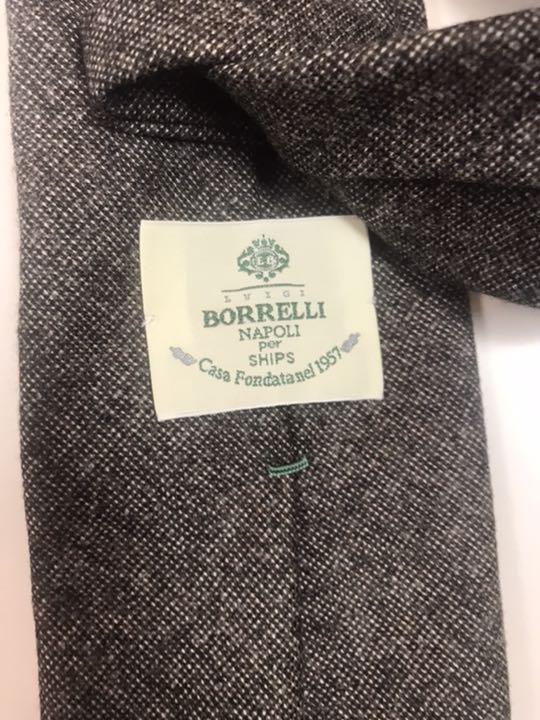 LUIGI
BORRELLI
NAPOLI
per
SHIPS
Casa Fondata nel 1957